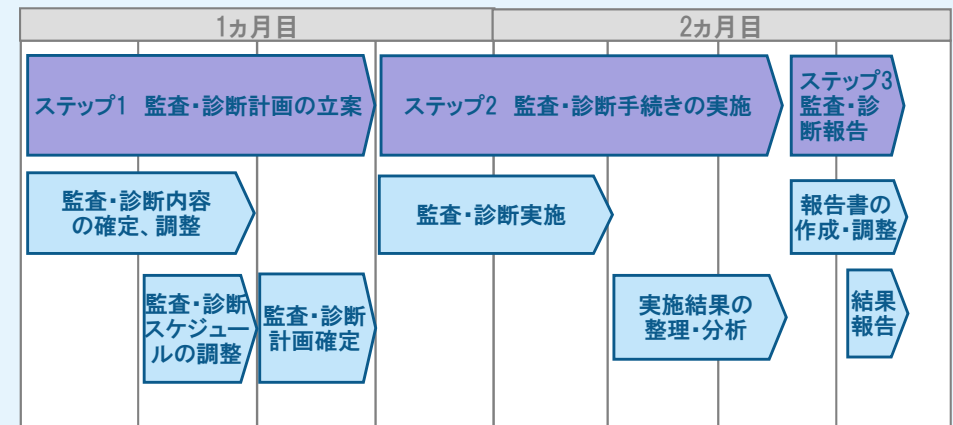 1ヵ月目
2ヵ月目
ステップ1 監査・診断計画の立案
ステップ2 監査・診断手続きの実施
ステップ3
監査・診
断報告
監査・診断内容
の確定、調整
監査・診断実施
報告書の
作成・調整
監査・診断
スケジュー
ルの調整
監査・診断
計画確定
実施結果の
整理・分析
結果
報告